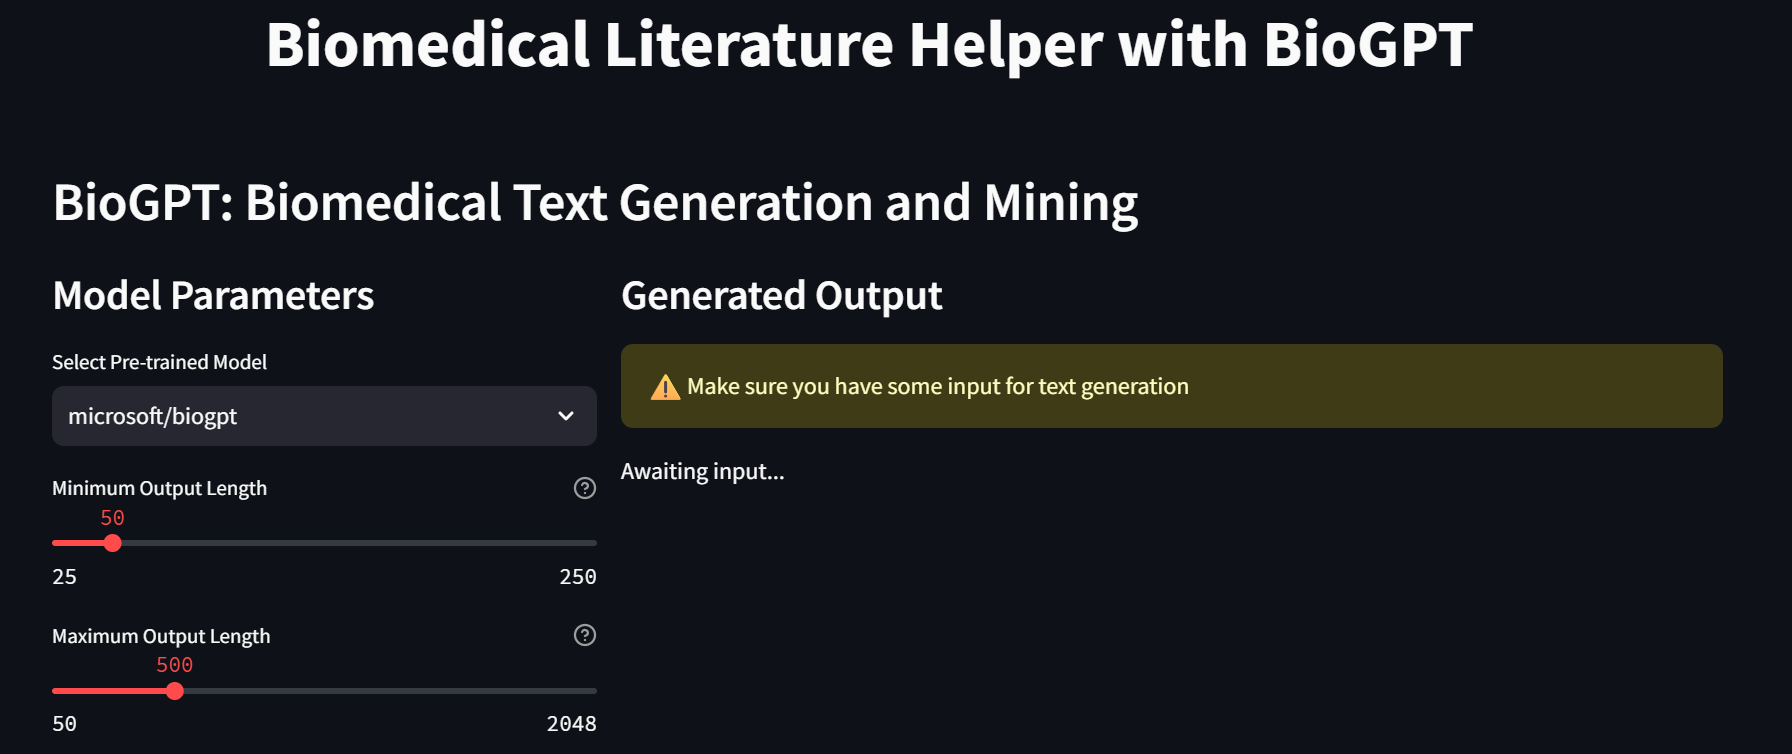 Biomedical Literature Helper with BioGPT
BioGPT: Biomedical Text Generation and Mining
Model Parameters
Select Pre-trained Model
microsoft/biogpt
Minimum Output Length
50
25 250
Maximum Output Length
500
50 2048
Generated Output
Make sure you have some input for text generation
Awaiting input...